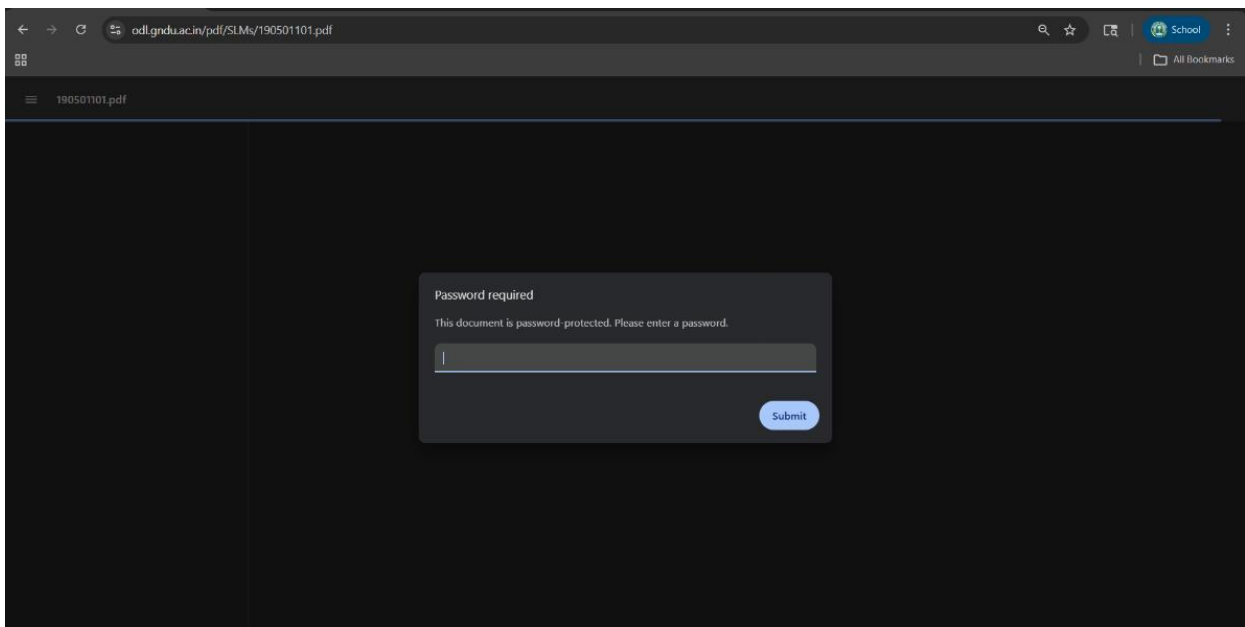 odl.gndu.ac.in/pdf/SLMs/190501101.pdf
School
All Bookmarks
190501101.pdf
Password required
This document is password-protected. Please enter a password.
Submit